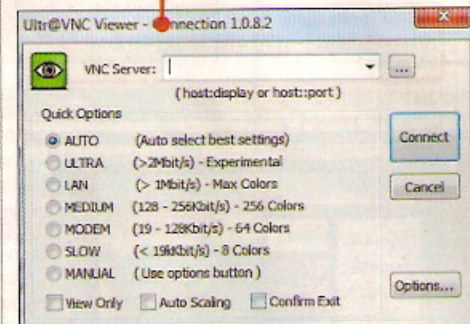 Ultr@VNC Viewer - Connection 1.0.8.2
VNC Server:
...
( host:display or host::port )
Quick Options
AUTO (Auto select best settings)
ULTRA (>2Mbit/s) - Experimental
LAN (> 1Mbit/s) - Max Colors
MEDIUM (128 - 256Kbit/s) - 256 Colors
MODEM (19 - 128Kbit/s) - 64 Colors
SLOW (< 19kKbit/s) - 8 Colors
MANUAL ( Use options button )
View Only Auto Scaling Confirm Exit
Connect
Cancel
Options...